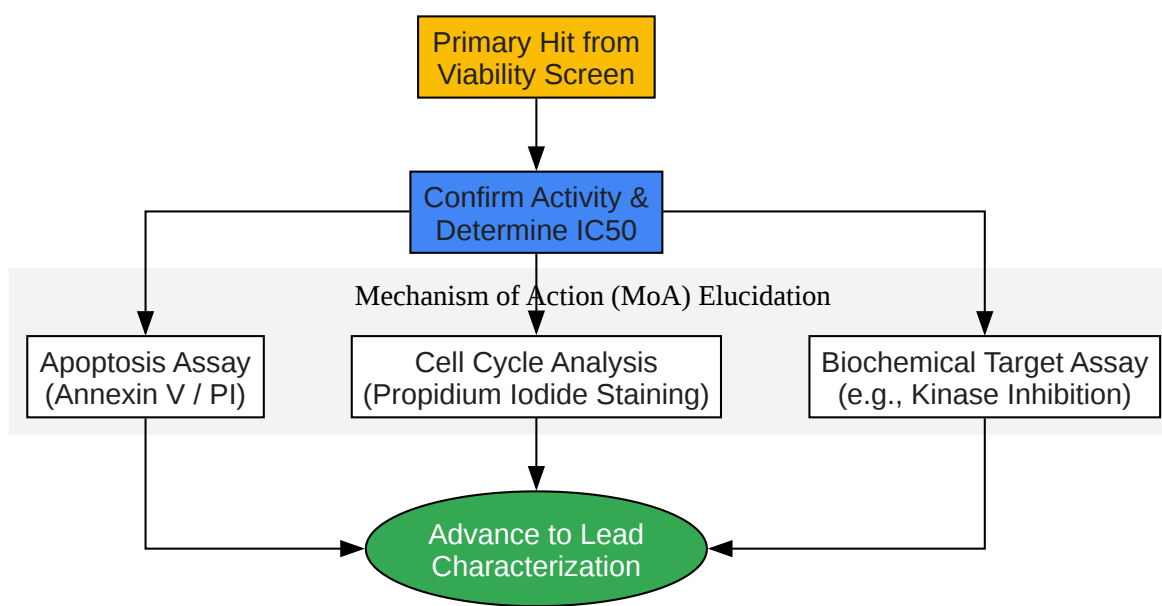 Primary Hit from
Viability Screen
Confirm Activity &
Determine IC50
Mechanism of Action (MoA) Elucidation
Apoptosis Assay
(Annexin V / PI)
Cell Cycle Analysis
(Propidium Iodide Staining)
Biochemical Target Assay
(e.g., Kinase Inhibition)
Advance to Lead
Characterization